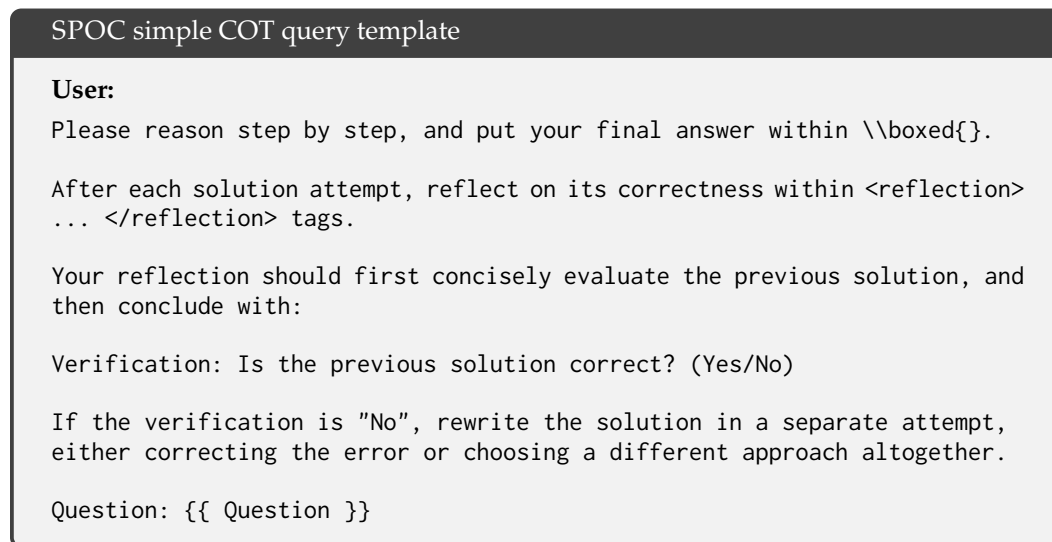 SPOC simple COT query template
User:
Please reason step by step, and put your final answer within \\boxed{}.
After each solution attempt, reflect on its correctness within <reflection>
... </reflection> tags.
Your reflection should first concisely evaluate the previous solution, and
then conclude with:
Verification: Is the previous solution correct? (Yes/No)
If the verification is "No", rewrite the solution in a separate attempt,
either correcting the error or choosing a different approach altogether.
Question: {{ Question }}